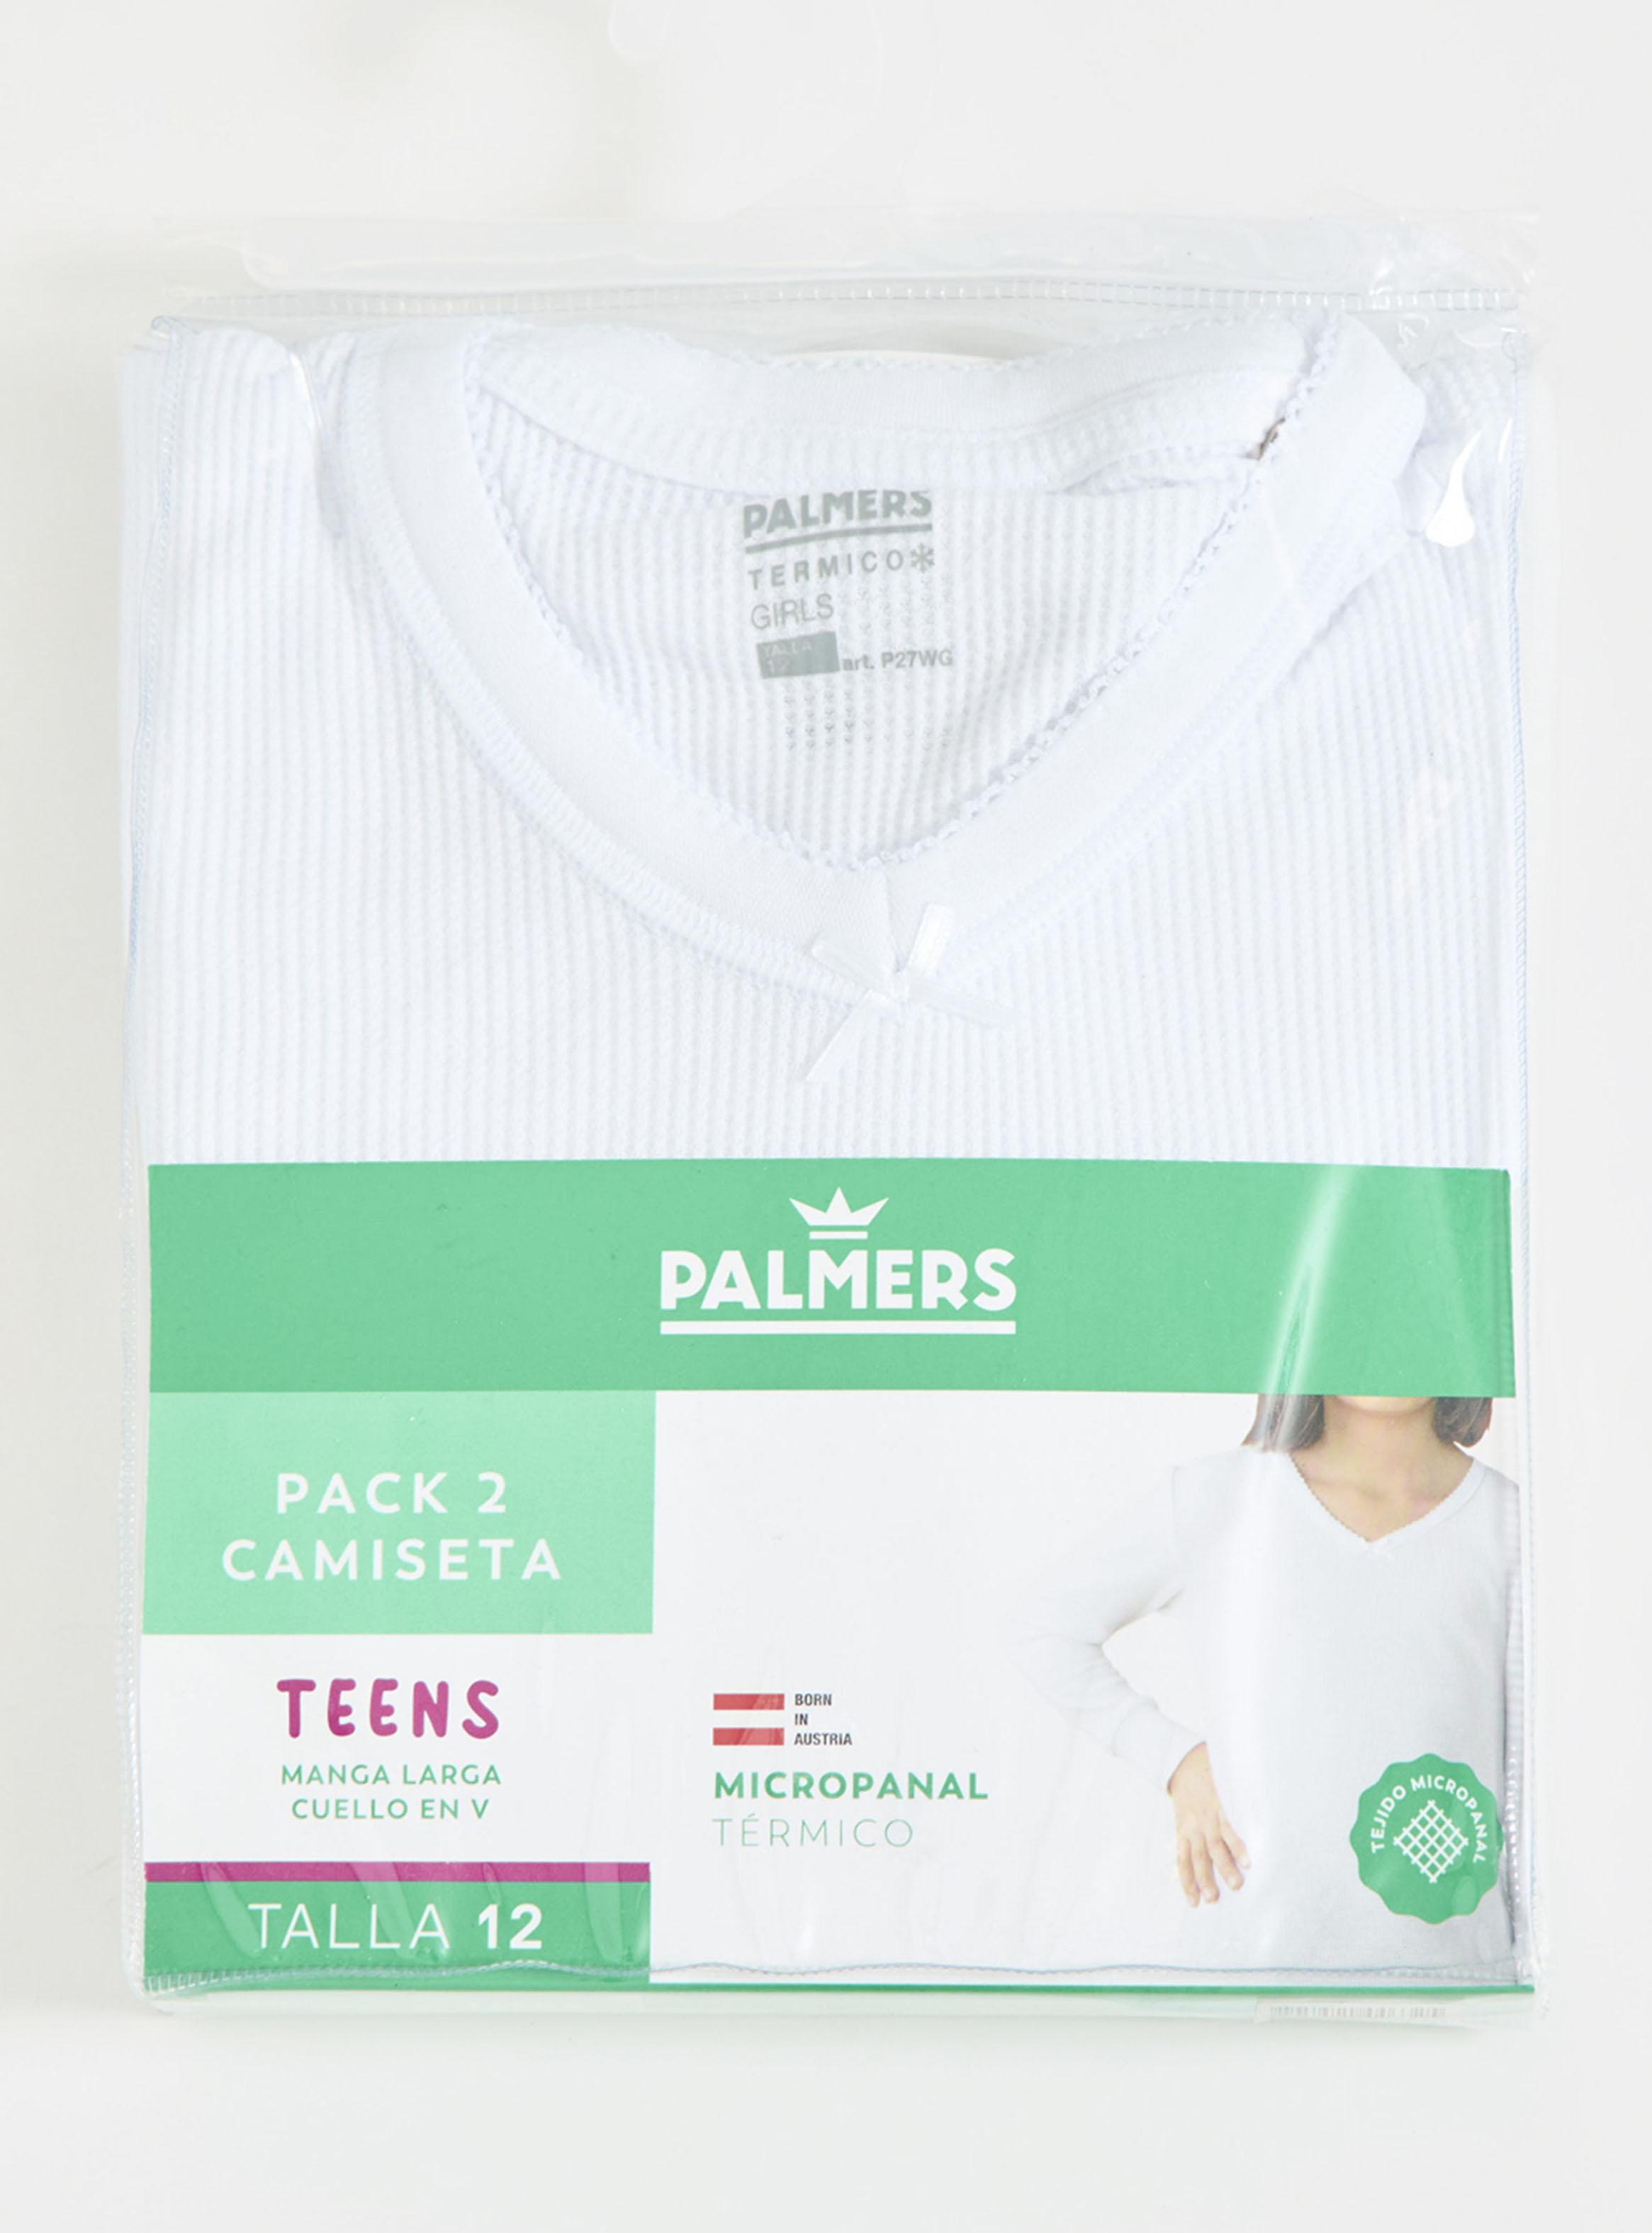 PALMERS
TERMICO
GIRLS
TALLA
12
art. P27WG
PALMERS
PACK 2
CAMISETA
TEENS
MANGA LARGA
CUELLO EN V
TALLA 12
BORN
IN
AUSTRIA
MICROPANAL
TÉRMICO
TEJIDO MICROPANAL